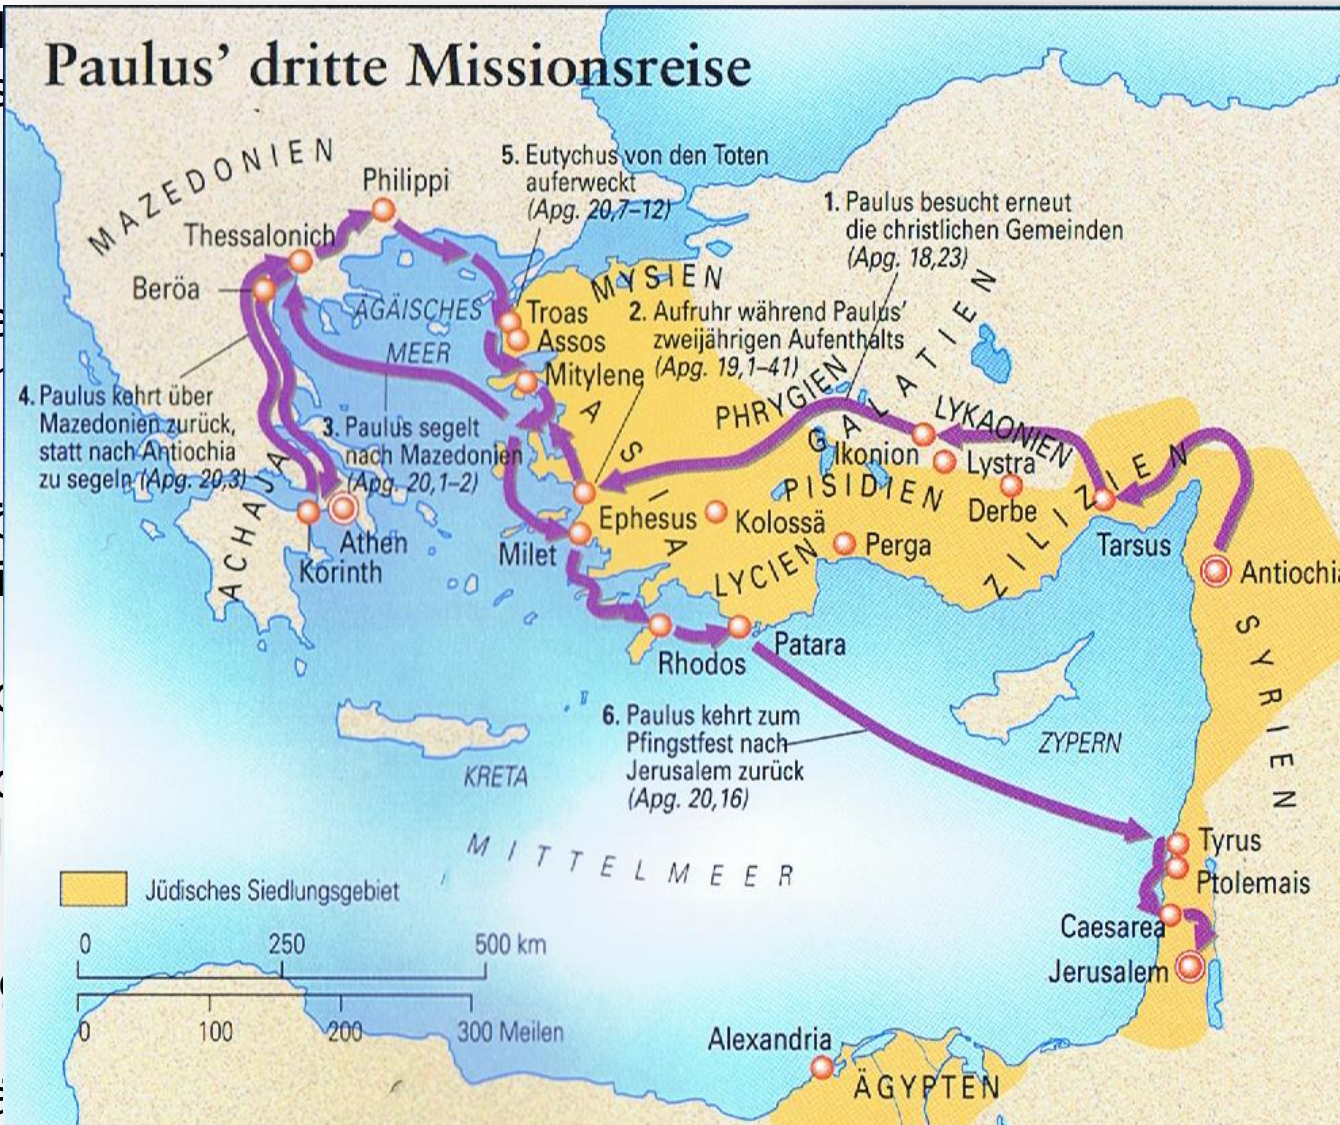 Paulus’ dritte Missionsreise
MAZEDONIEN
Philippi
Thessalonich
Beröa
5. Eutychus von den Toten
auferweckt
(Apg. 20,7–12)
1. Paulus besucht erneut
die christlichen Gemeinden
(Apg. 18,23)
MYSIEN
ÄGÄISCHES
MEER
Troas
Assos
Mitylene
2. Aufruhr während Paulus’
zweijährigen Aufenthalts
(Apg. 19,1–41)
4. Paulus kehrt über
Mazedonien zurück,
statt nach Antiochia
zu segeln (Apg. 20,3)
3. Paulus segelt
nach Mazedonien
(Apg. 20,1–2)
ASIA
PHRYGIEN
GALATIEN
LYKAONIEN
Ikonion
Lystra
PISIDIEN
Derbe
ZILIZIEN
Tarsus
Antiochia
ACHAJA
Athen
Korinth
Ephesus
Kolossä
Milet
Perga
LYCIEN
Rhodos
Patara
SYRIEN
6. Paulus kehrt zum
Pfingstfest nach
Jerusalem zurück
(Apg. 20,16)
ZYPERN
KRETA
MITTELMEER
Tyrus
Ptolemais
Caesarea
Jerusalem
Jüdisches Siedlungsgebiet
0 250 500 km
0 100 200 300 Meilen
Alexandria
ÄGYPTEN